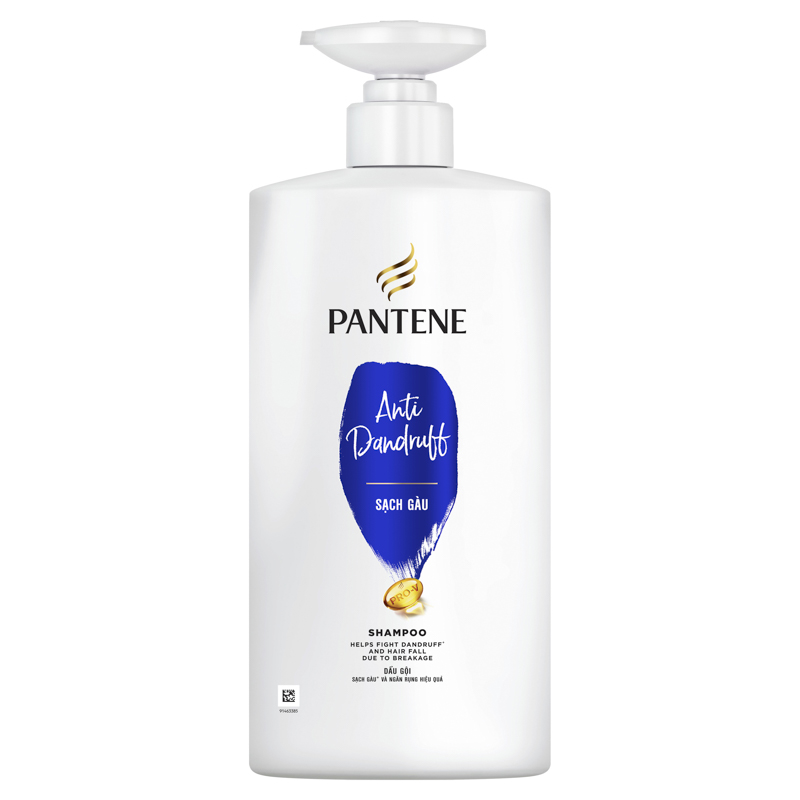 PANTENE
Anti
Dandruff
SẠCH GÀU
PRO-V
SHAMPOO
HELPS FIGHT DANDRUFF*
AND HAIR FALL
DUE TO BREAKAGE
DẦU GỘI
SẠCH GÀU* VÀ NGĂN RỤNG HIỆU QUẢ
91463585